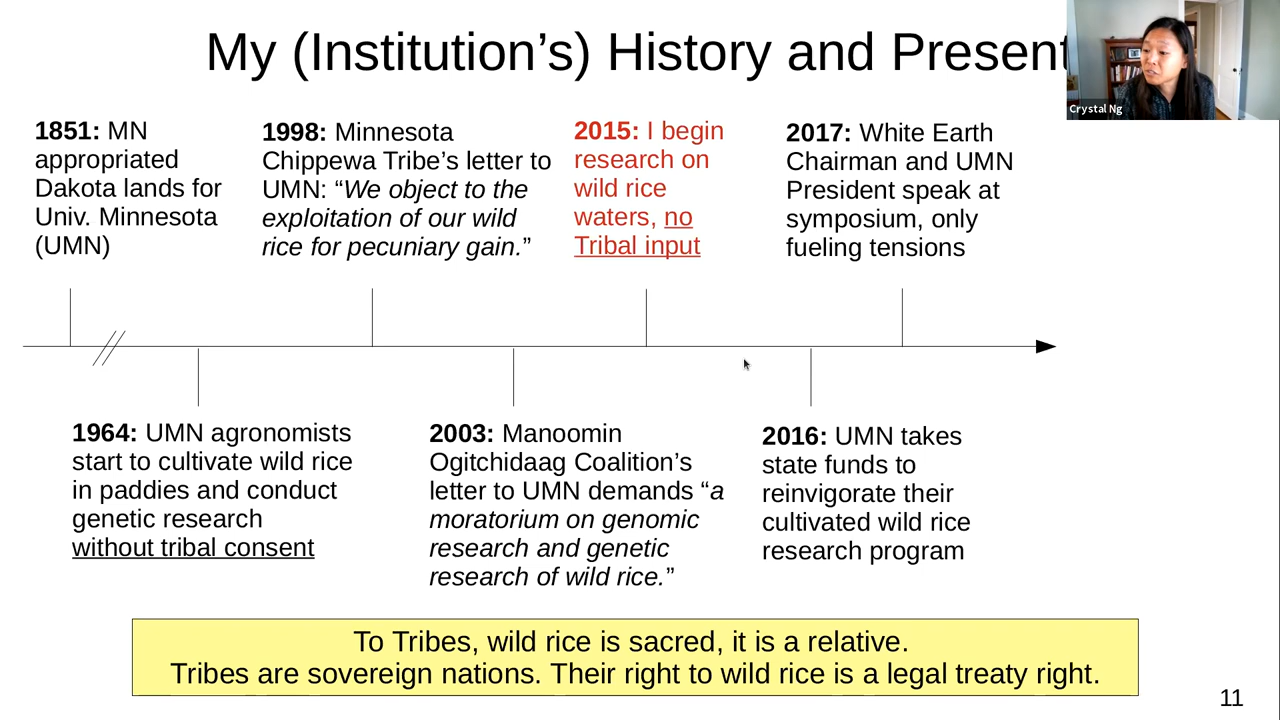 My (Institution's) History and Present
Crystal Ng
1851: MN
appropriated
Dakota lands for
Univ. Minnesota
(UMN)
1998: Minnesota
Chippewa Tribe's letter to
UMN: “We object to the
exploitation of our wild
rice for pecuniary gain.”
2015: I begin
research on
wild rice
waters, no
Tribal input
2017: White Earth
Chairman and UMN
President speak at
symposium, only
fueling tensions
1964: UMN agronomists
start to cultivate wild rice
in paddies and conduct
genetic research
without tribal consent
2003: Manoomin
Ogitchidaag Coalition's
letter to UMN demands “a
moratorium on genomic
research and genetic
research of wild rice.”
2016: UMN takes
state funds to
reinvigorate their
cultivated wild rice
research program
To Tribes, wild rice is sacred, it is a relative.
Tribes are sovereign nations. Their right to wild rice is a legal treaty right.
11